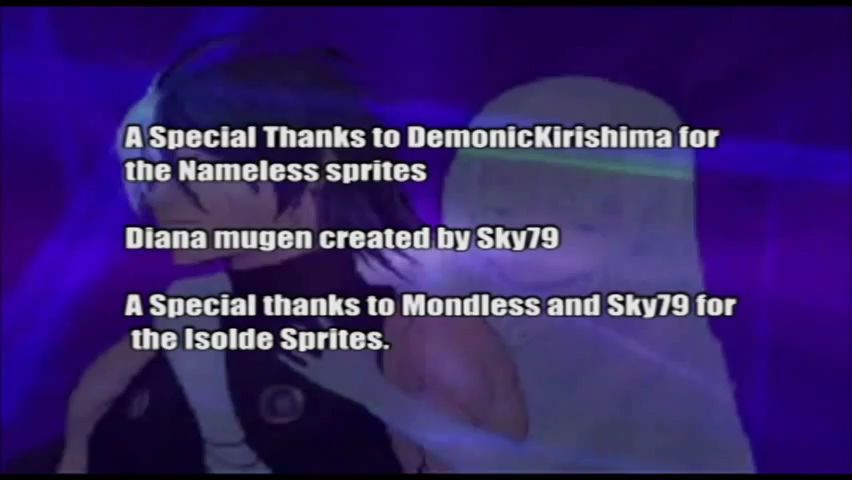 A Special Thanks to DemonicKirishima for
the Nameless sprites
Diana mugen created by Sky79
A Special thanks to Mondless and Sky79 for
the Isolde Sprites.